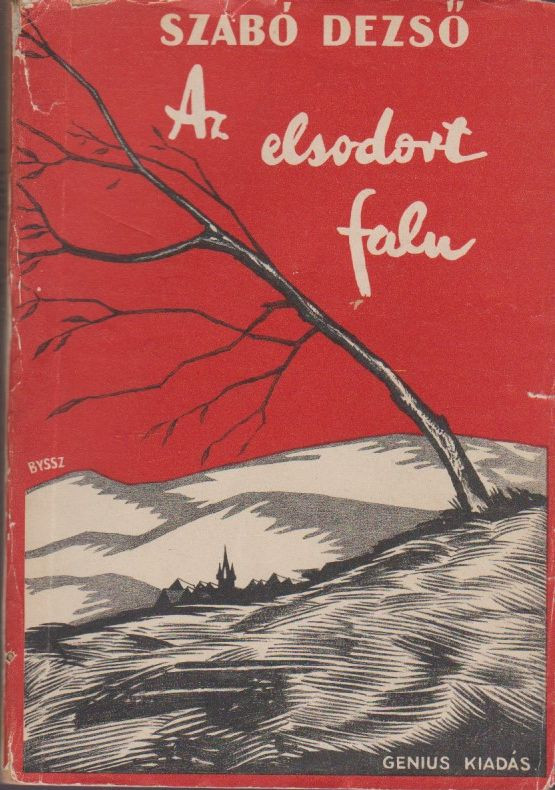 SZABÓ DEZSŐ
Az
elsodort
falu
BYSSZ
GENIUS KIADÁS